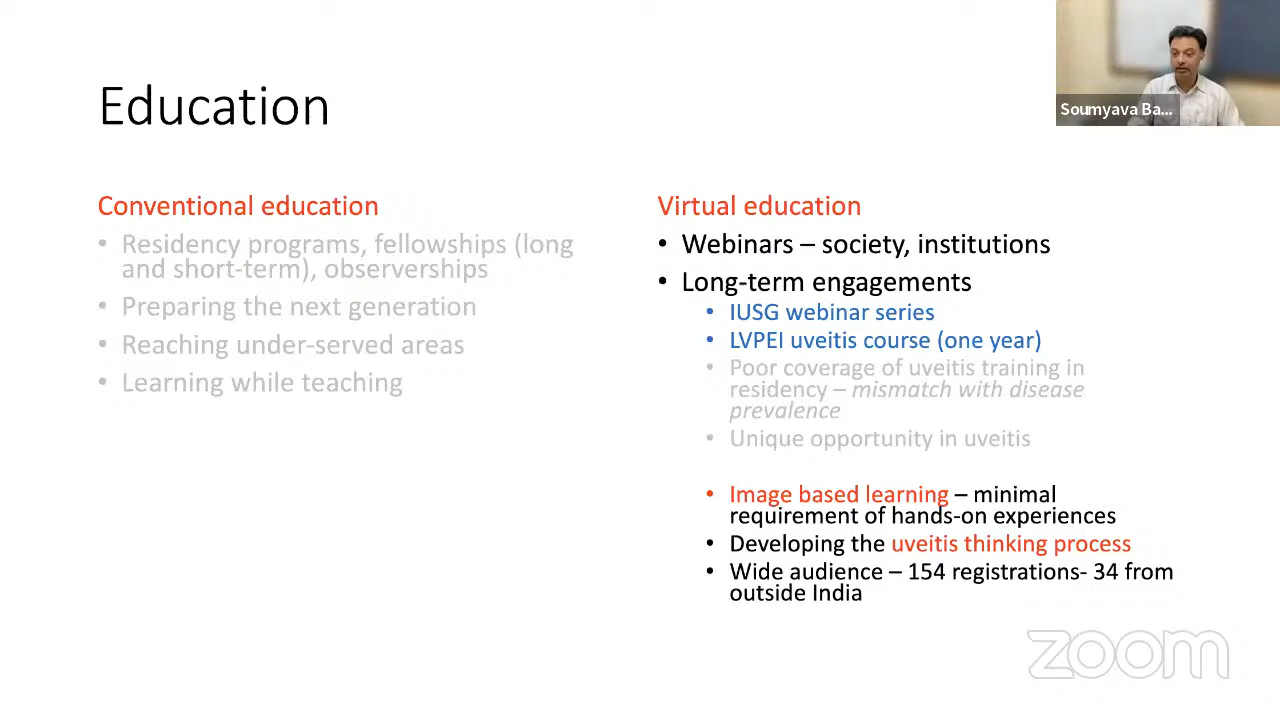 Education
Soumyava Ba...
Conventional education
• Residency programs, fellowships (long
and short-term), observerships
• Preparing the next generation
• Reaching under-served areas
• Learning while teaching
Virtual education
• Webinars – society, institutions
• Long-term engagements
• IUSG webinar series
• LVPEI uveitis course (one year)
• Poor coverage of uveitis training in
residency – mismatch with disease
prevalence
• Unique opportunity in uveitis
• Image based learning – minimal
requirement of hands-on experiences
• Developing the uveitis thinking process
• Wide audience – 154 registrations- 34 from
outside India
zoom